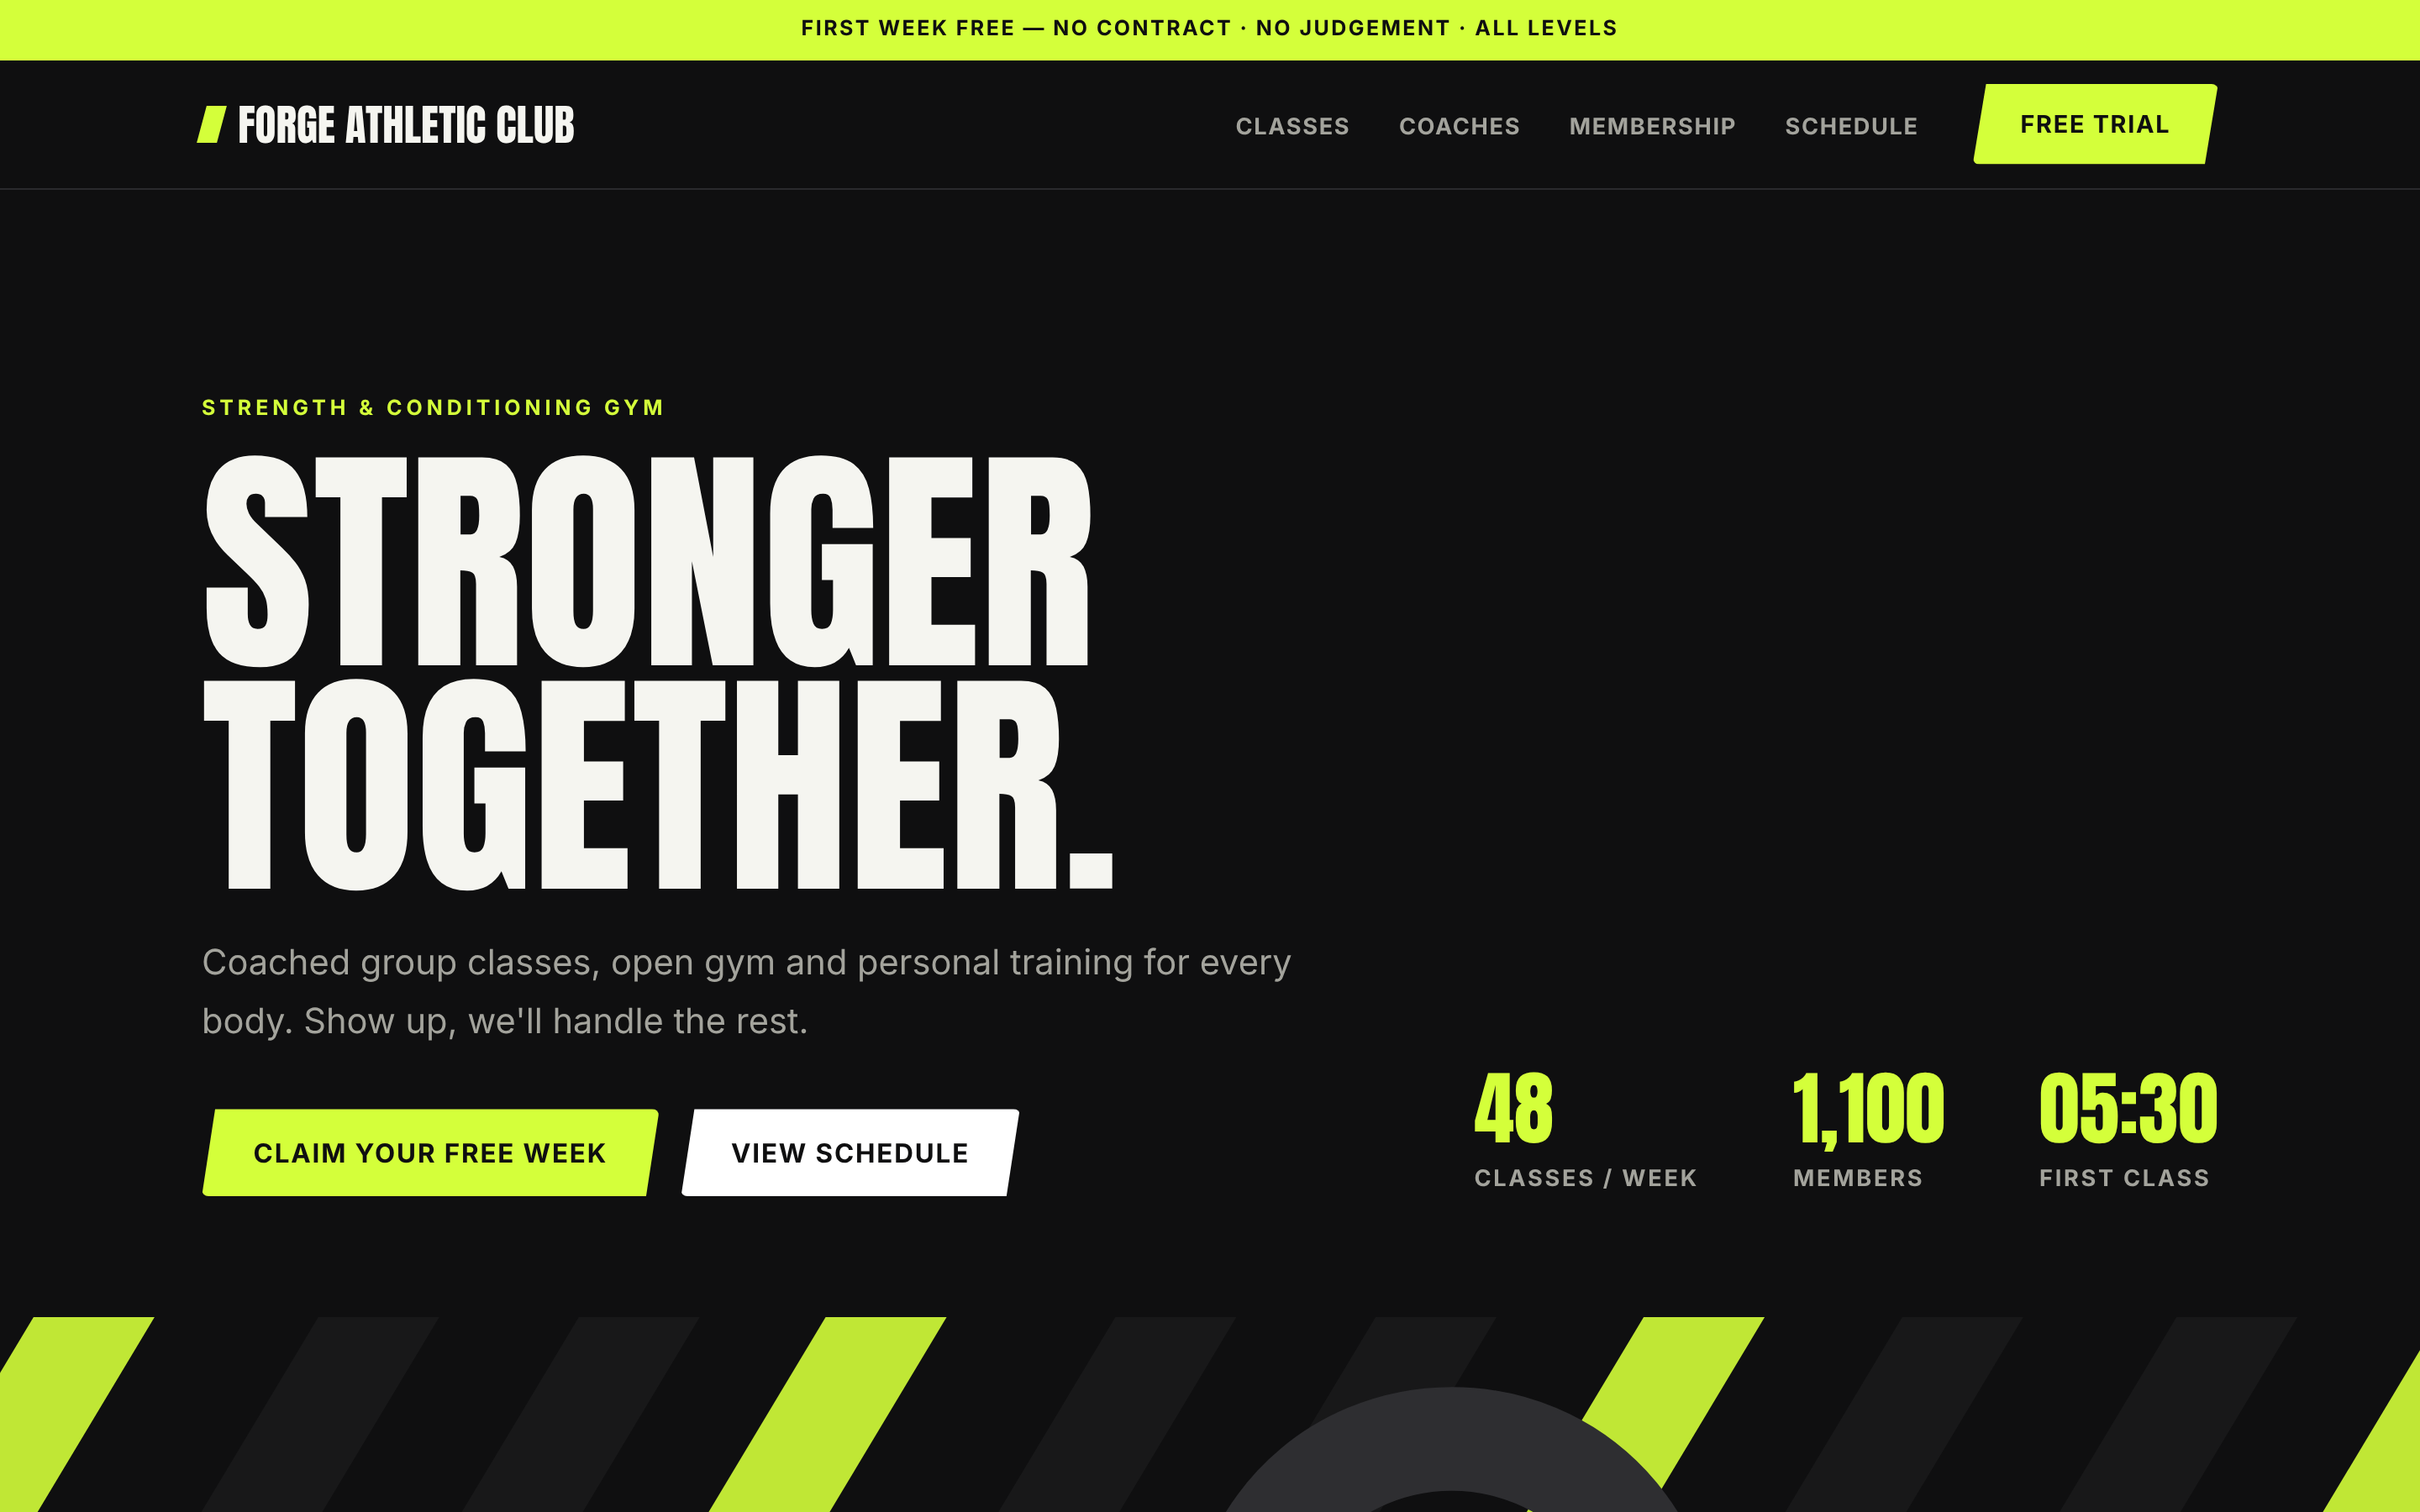 FIRST WEEK FREE — NO CONTRACT · NO JUDGEMENT · ALL LEVELS
FORGE ATHLETIC CLUB
CLASSES
COACHES
MEMBERSHIP
SCHEDULE
FREE TRIAL
STRENGTH & CONDITIONING GYM
STRONGER
TOGETHER.
Coached group classes, open gym and personal training for every
body. Show up, we'll handle the rest.
CLAIM YOUR FREE WEEK
VIEW SCHEDULE
48
CLASSES / WEEK
1,100
MEMBERS
05:30
FIRST CLASS